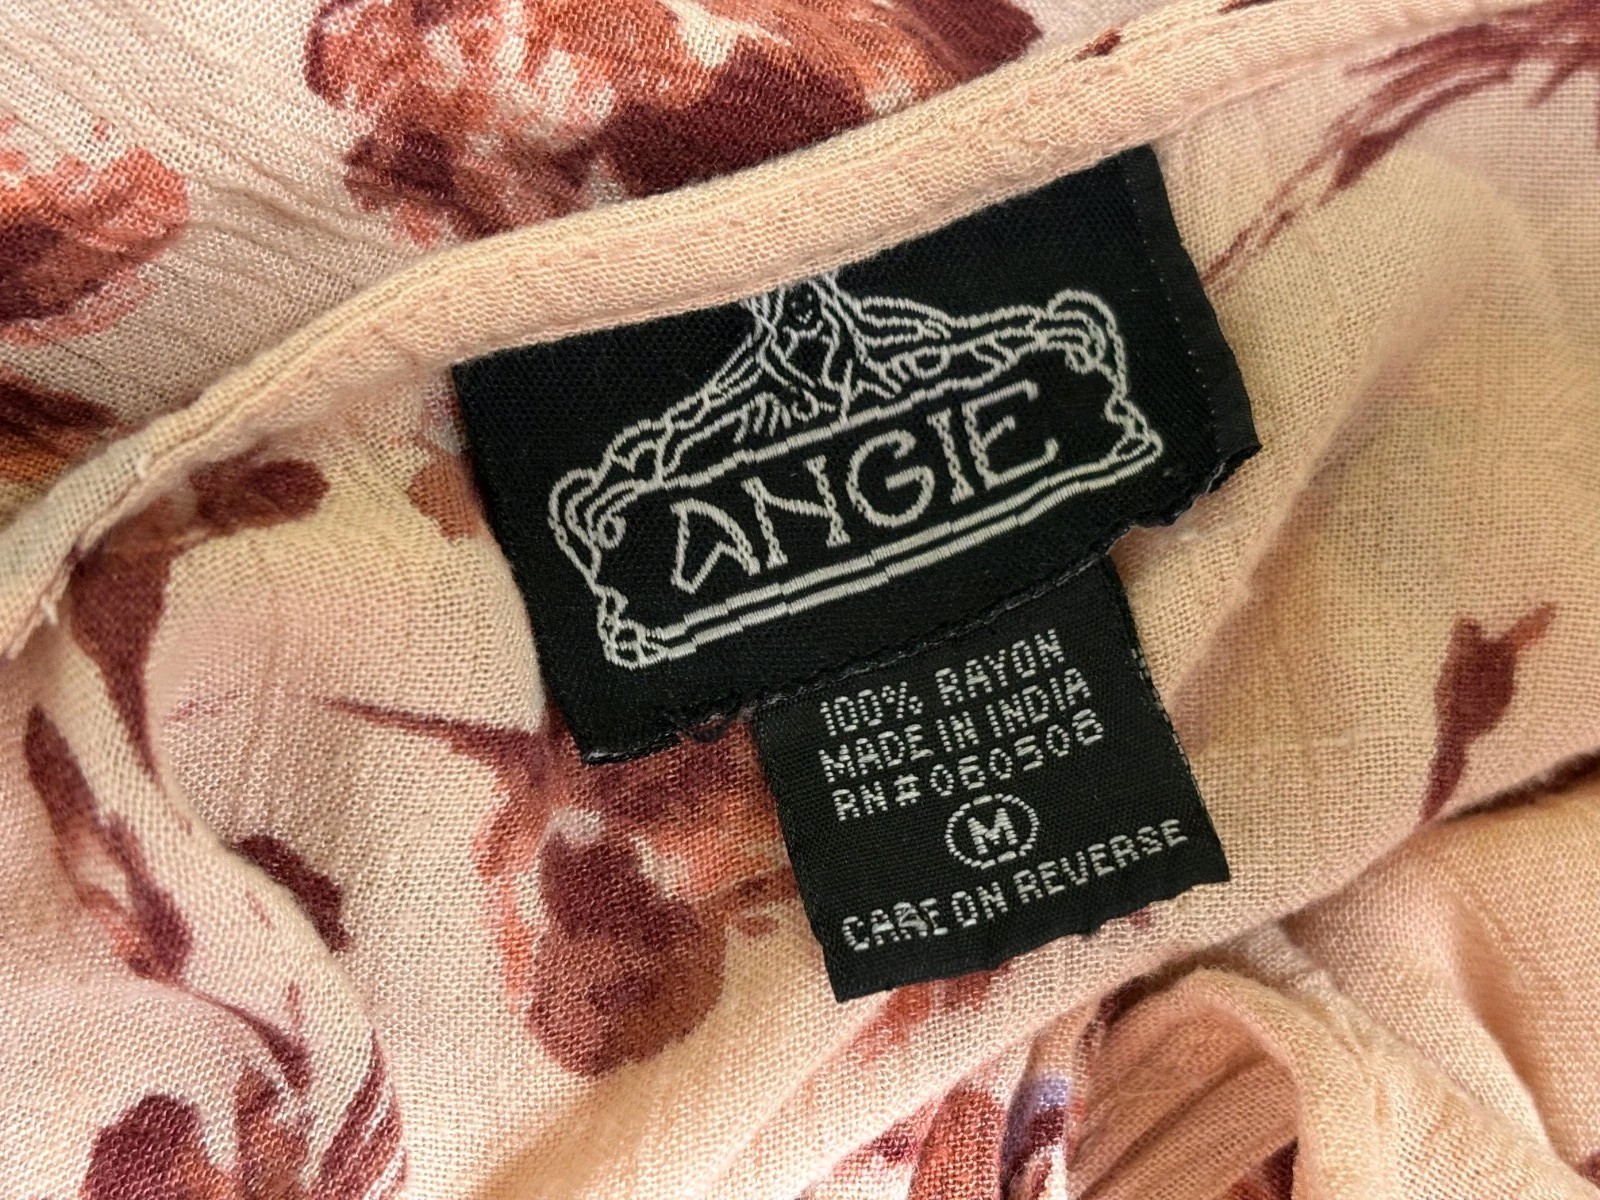 ANGIE
100% RAYON
MADE IN INDIA
RN#060506
M
CARE ON REVERSE